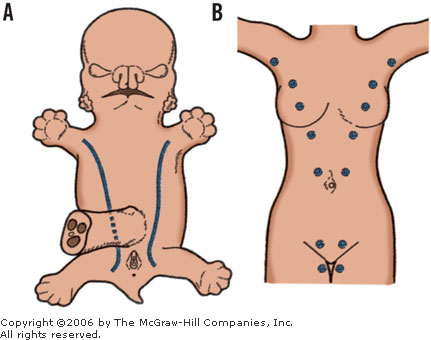 A
B
Copyright ©2006 by The McGraw-Hill Companies, Inc.
All rights reserved.